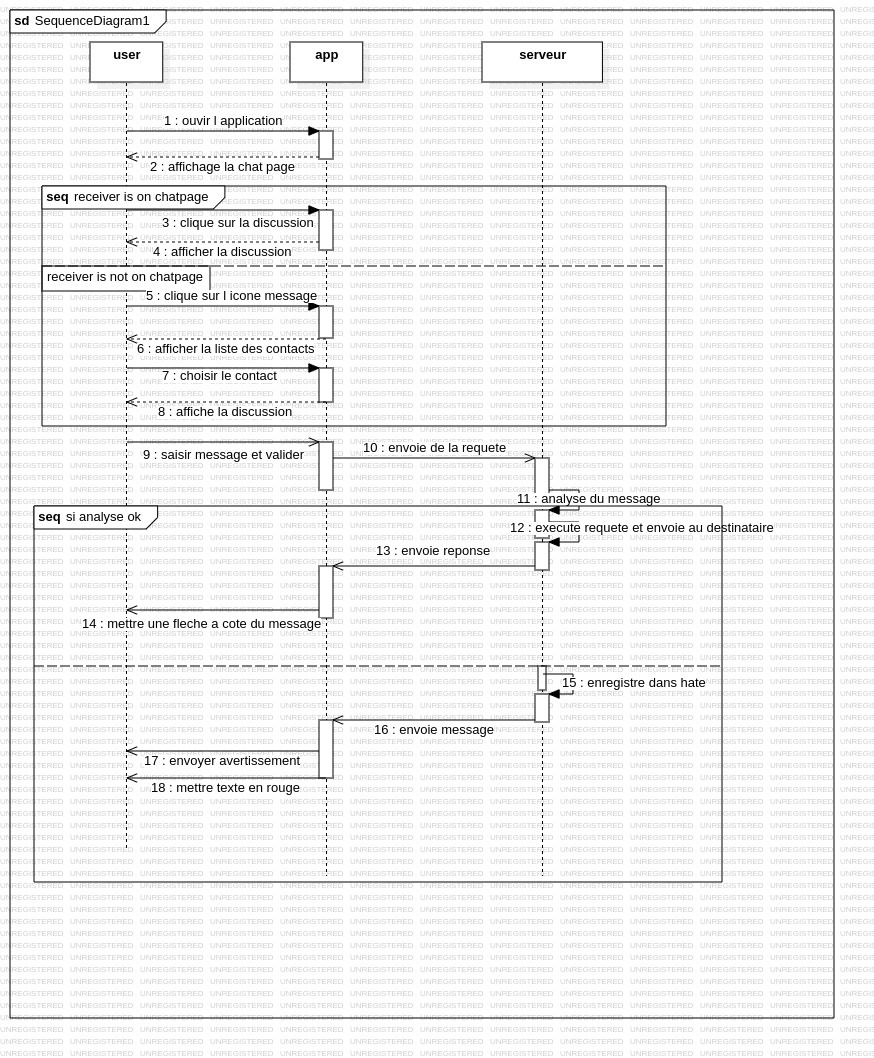 sd SequenceDiagram1
user
app
serveur
1 : ouvir l application
2 : affichage la chat page
seq receiver is on chatpage
3 : clique sur la discussion
4 : afficher la discussion
receiver is not on chatpage
5 : clique sur l icone message
6 : afficher la liste des contacts
7 : choisir le contact
8 : affiche la discussion
9 : saisir message et valider
10 : envoie de la requete
11 : analyse du message
seq si analyse ok
12 : execute requete et envoie au destinataire
13 : envoie reponse
14 : mettre une fleche a cote du message
15 : enregistre dans hate
16 : envoie message
17 : envoyer avertissement
18 : mettre texte en rouge
UNREGISTERED